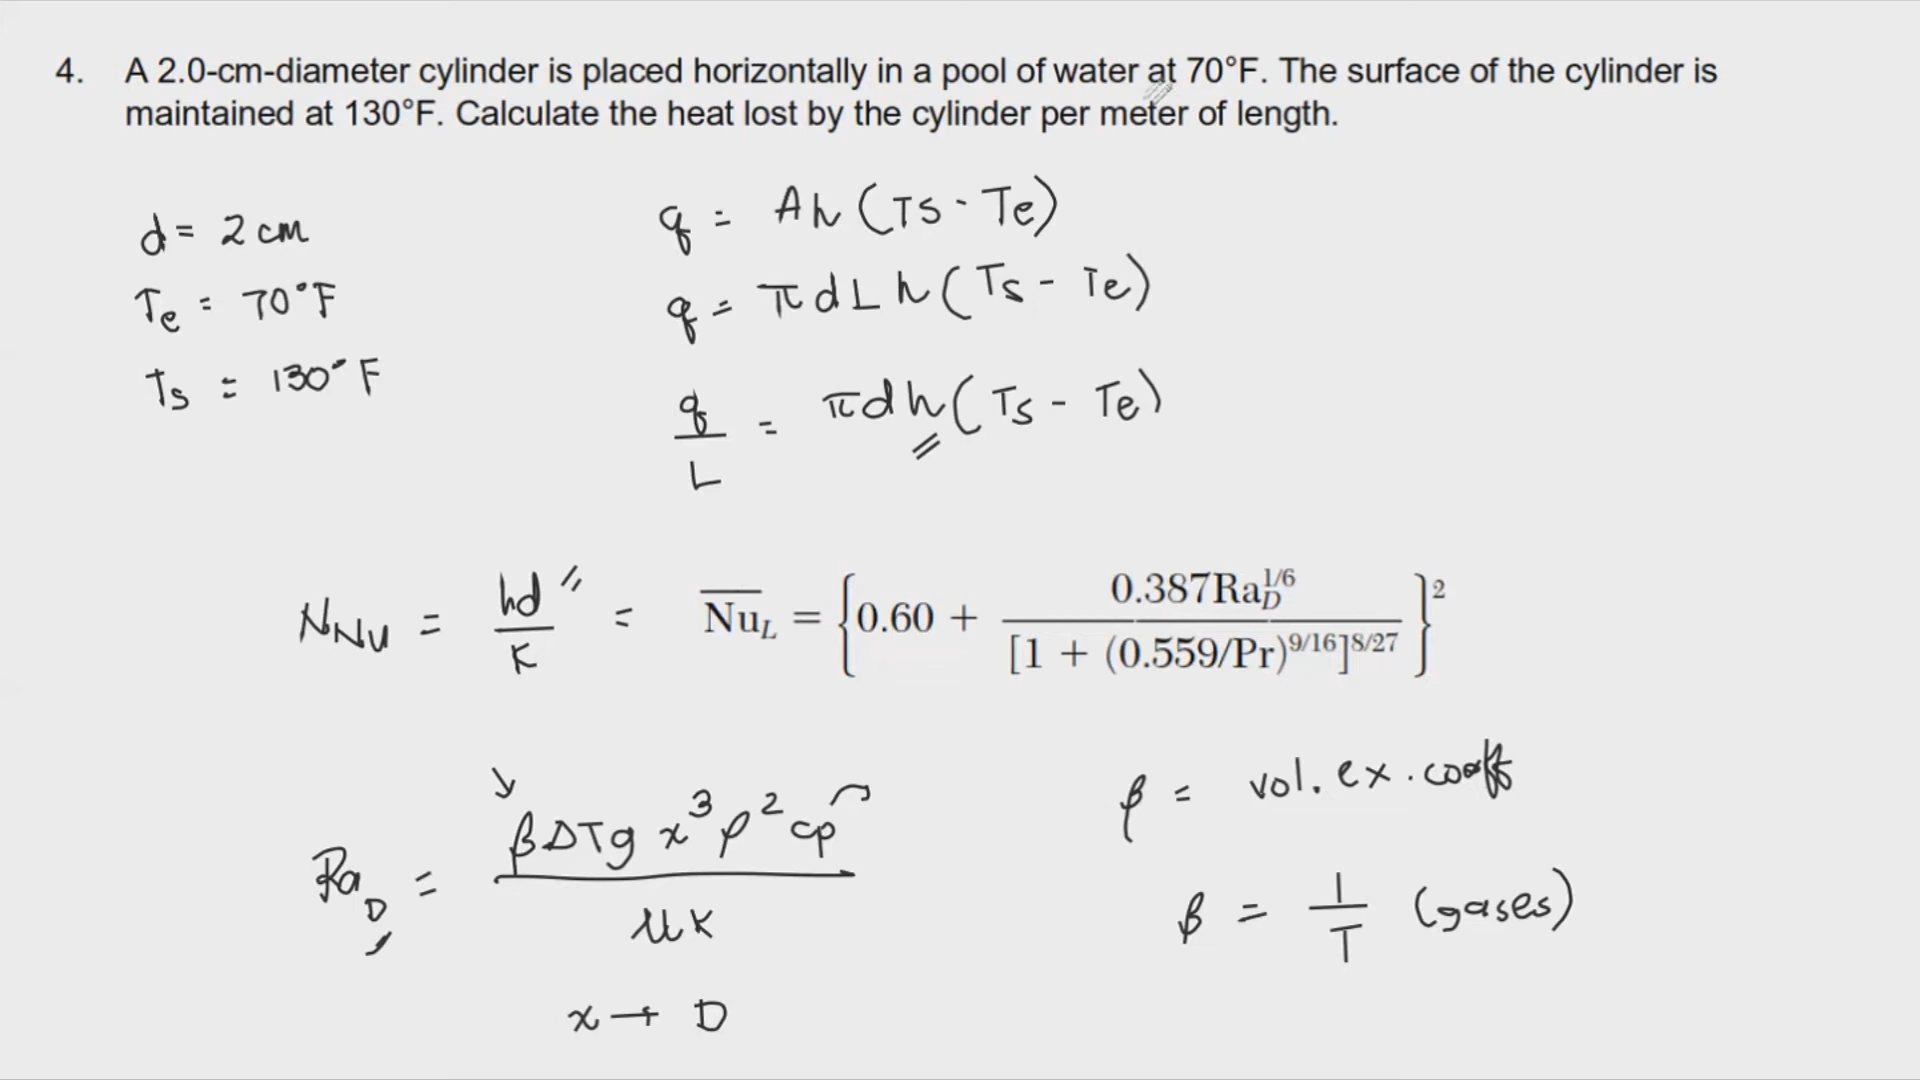 4. A 2.0-cm-diameter cylinder is placed horizontally in a pool of water at 70°F. The surface of the cylinder is
maintained at 130°F. Calculate the heat lost by the cylinder per meter of length.
d = 2 cm
Te = 70°F
Ts = 130°F
q = Ah (Ts - Te)
q = πdLh (Ts - Te)
q/L = πdh (Ts - Te)
N_Nu = hd/K = Nu_L = {0.60 + 0.387Ra_D^1/6 / [1 + (0.559/Pr)^9/16]^8/27}^2
Ra_D = βΔTg x^3 ρ^2 cp / μK
x → D
β = vol. ex. coeff
β = 1/T (gases)